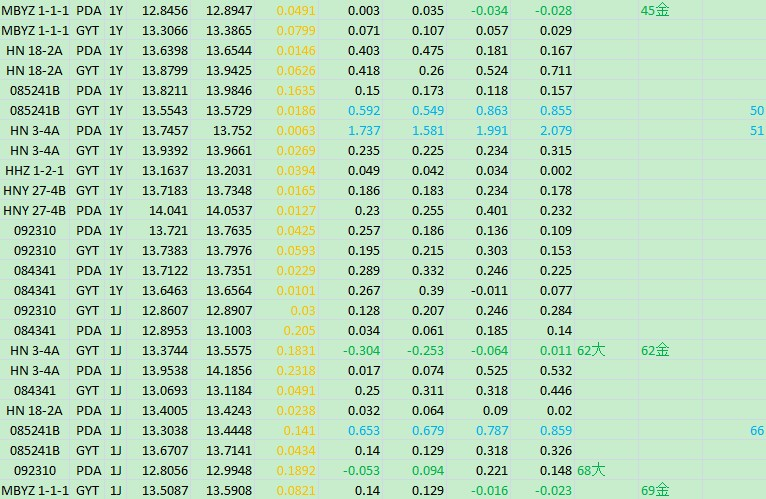 MBYZ 1-1-1 PDA 1Y 12.8456 12.8947 0.0491 0.003 0.035 -0.034 -0.028 45金
MBYZ 1-1-1 GYT 1Y 13.3066 13.3865 0.0799 0.071 0.107 0.057 0.029
HN 18-2A PDA 1Y 13.6398 13.6544 0.0146 0.403 0.475 0.181 0.167
HN 18-2A GYT 1Y 13.8799 13.9425 0.0626 0.418 0.26 0.524 0.711
085241B PDA 1Y 13.8211 13.9846 0.1635 0.15 0.173 0.118 0.157
085241B GYT 1Y 13.5543 13.5729 0.0186 0.592 0.549 0.863 0.855 50
HN 3-4A PDA 1Y 13.7457 13.752 0.0063 1.737 1.581 1.991 2.079 51
HN 3-4A GYT 1Y 13.9392 13.9661 0.0269 0.235 0.225 0.234 0.315
HHZ 1-2-1 GYT 1Y 13.1637 13.2031 0.0394 0.049 0.042 0.034 0.002
HNY 27-4B GYT 1Y 13.7183 13.7348 0.0165 0.186 0.183 0.234 0.178
HNY 27-4B PDA 1Y 14.041 14.0537 0.0127 0.23 0.255 0.401 0.232
092310 PDA 1Y 13.721 13.7635 0.0425 0.257 0.186 0.136 0.109
092310 GYT 1Y 13.7383 13.7976 0.0593 0.195 0.215 0.303 0.153
084341 PDA 1Y 13.7122 13.7351 0.0229 0.289 0.332 0.246 0.225
084341 GYT 1Y 13.6463 13.6564 0.0101 0.267 0.39 -0.011 0.077
092310 GYT 1J 12.8607 12.8907 0.03 0.128 0.207 0.246 0.284
084341 PDA 1J 12.8953 13.1003 0.205 0.034 0.061 0.185 0.14
HN 3-4A GYT 1J 13.3744 13.5575 0.1831 -0.304 -0.253 -0.064 0.011 62大 62金
HN 3-4A PDA 1J 13.9538 14.1856 0.2318 0.017 0.074 0.525 0.532
084341 GYT 1J 13.0693 13.1184 0.0491 0.25 0.311 0.318 0.446
HN 18-2A PDA 1J 13.4005 13.4243 0.0238 0.032 0.064 0.09 0.02
085241B PDA 1J 13.3038 13.4448 0.141 0.653 0.679 0.787 0.859 66
085241B GYT 1J 13.6707 13.7141 0.0434 0.14 0.129 0.318 0.326
092310 PDA 1J 12.8056 12.9948 0.1892 -0.053 0.094 0.221 0.148 68大
MBYZ 1-1-1 GYT 1J 13.5087 13.5908 0.0821 0.14 0.129 -0.016 -0.023 69金